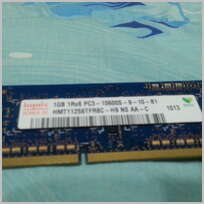 hynix
1GB 1Rx8 PC3 - 10600S - 9 - 10 - B1
HMT112S6TFR8C - H9 N0 AA - C
1013